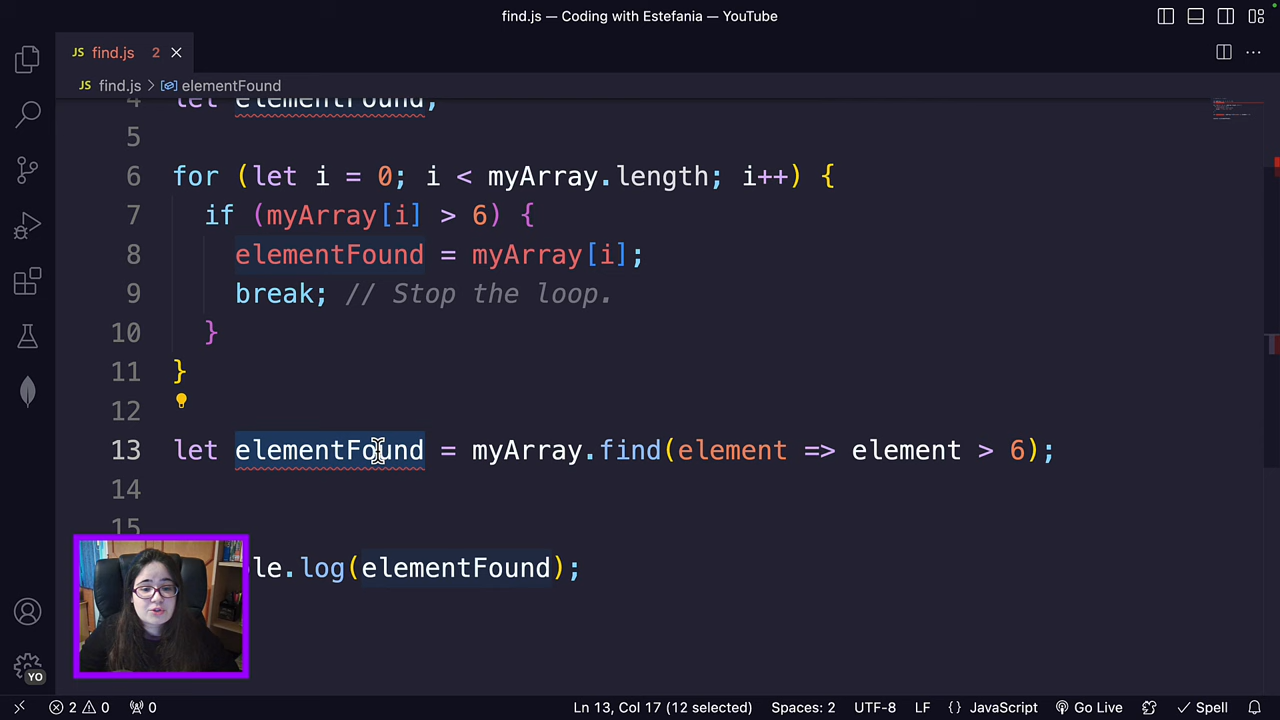 find.js — Coding with Estefania — YouTube
JS find.js 2
JS find.js > elementFound
4 let elementFound;
5
6 for (let i = 0; i < myArray.length; i++) {
7 if (myArray[i] > 6) {
8 elementFound = myArray[i];
9 break; // Stop the loop.
10 }
11 }
12
13 let elementFound = myArray.find(element => element > 6);
14
15
le.log(elementFound);
YO
2 0 0 Ln 13, Col 17 (12 selected) Spaces: 2 UTF-8 LF {} JavaScript Go Live Spell